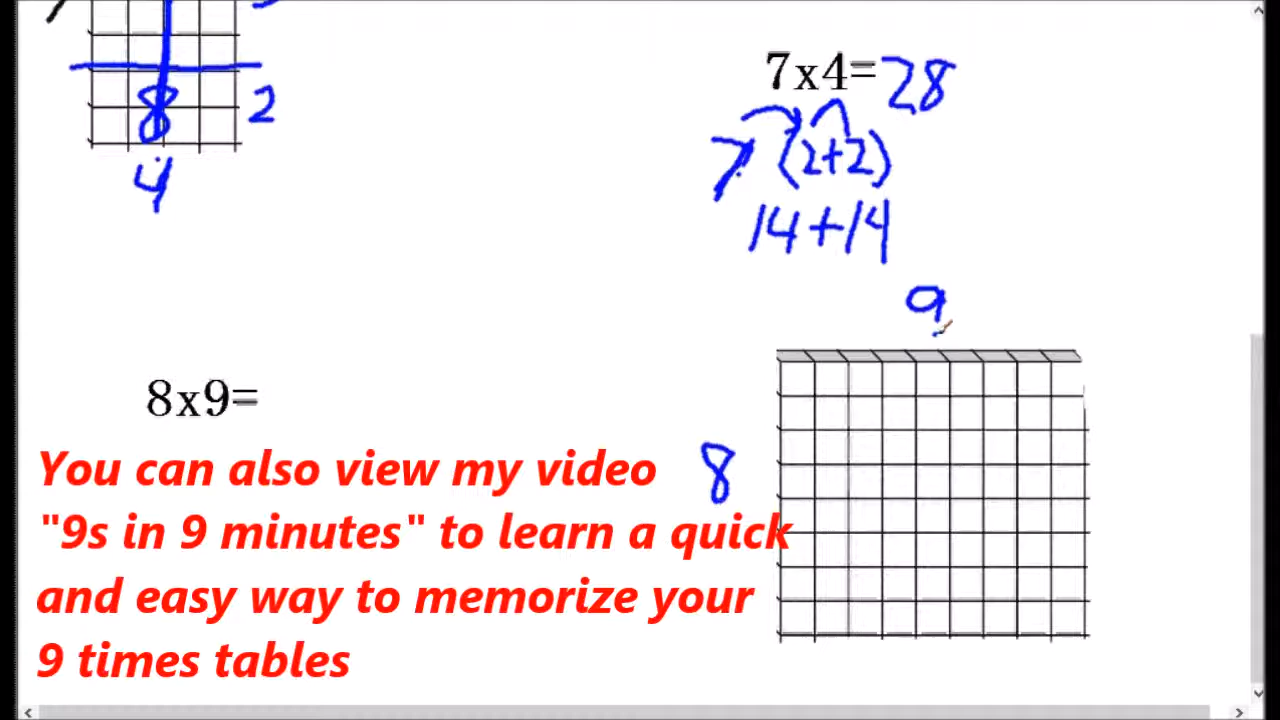 8 2
4
7x4=28
7 (2+2)
14+14
9
8x9=
8
You can also view my video
"9s in 9 minutes" to learn a quick
and easy way to memorize your
9 times tables